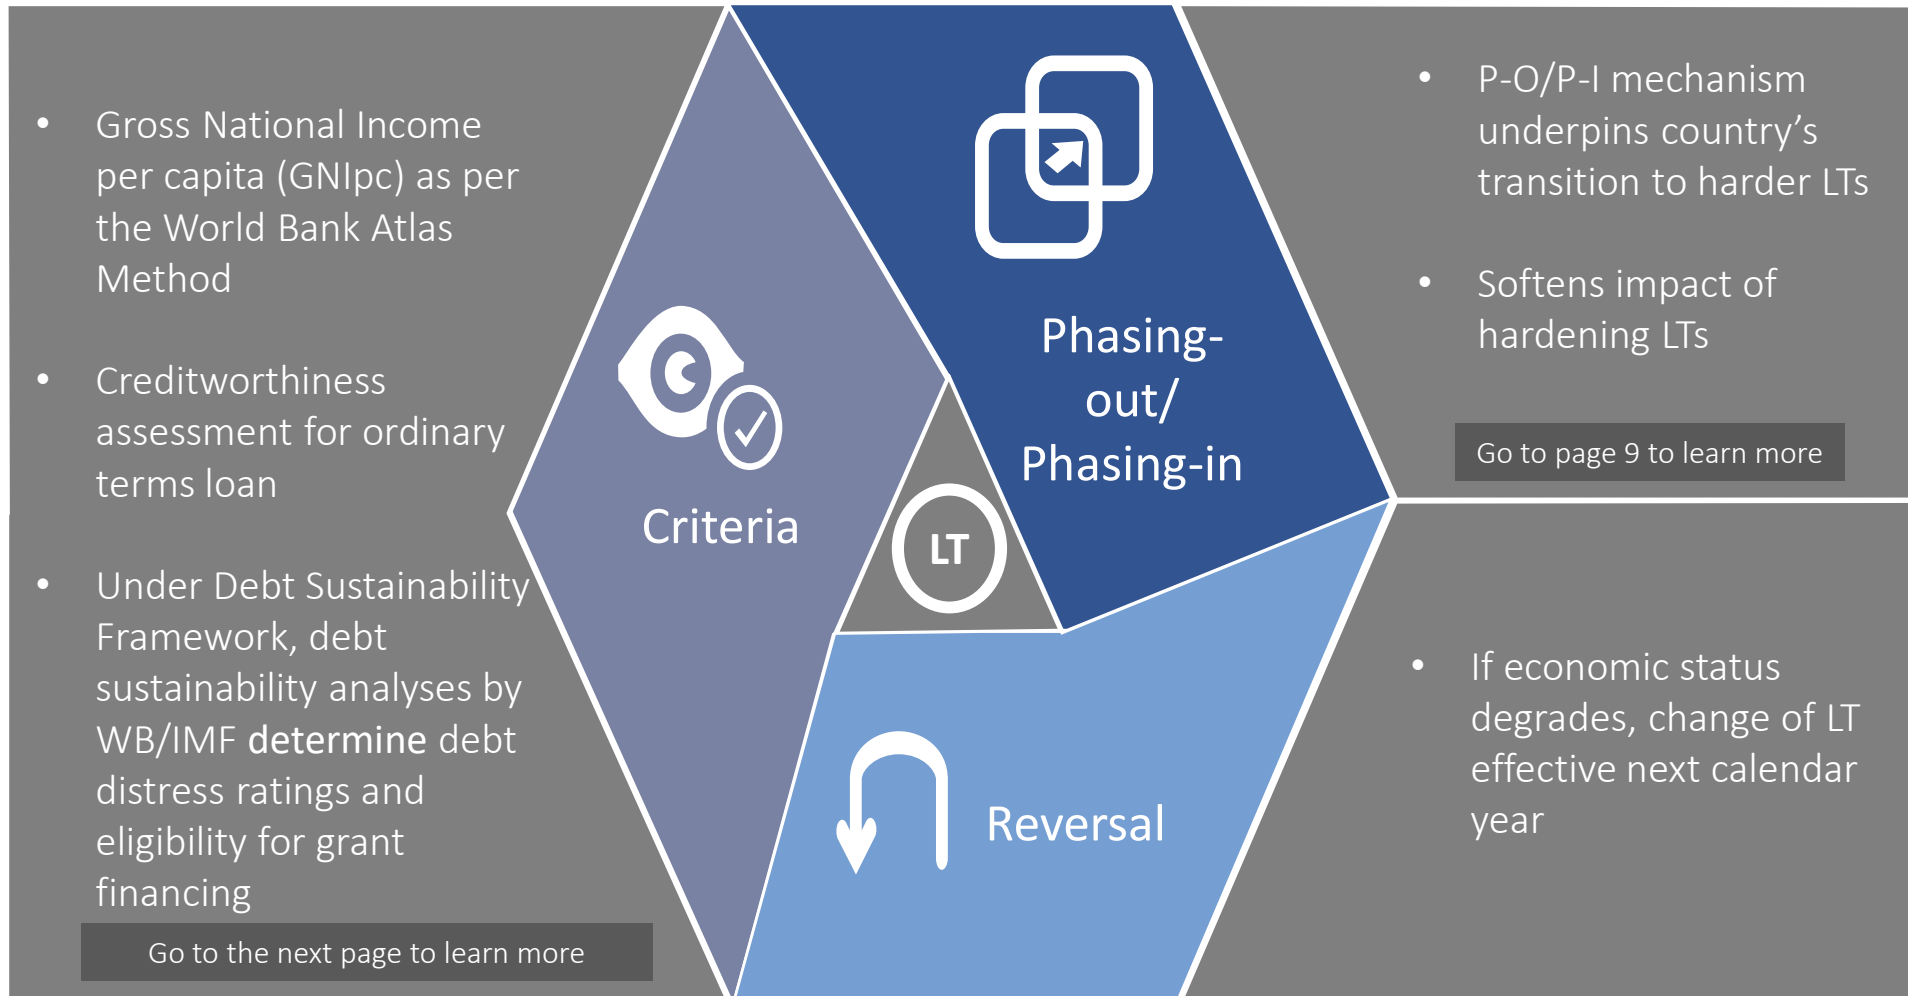 • Gross National Income
per capita (GNIpc) as per
the World Bank Atlas
Method
• Creditworthiness
assessment for ordinary
terms loan
• Under Debt Sustainability
Framework, debt
sustainability analyses by
WB/IMF determine debt
distress ratings and
eligibility for grant
financing
Go to the next page to learn more
Criteria
Phasing-
out/
Phasing-in
LT
Reversal
• P-O/P-I mechanism
underpins country’s
transition to harder LTs
• Softens impact of
hardening LTs
Go to page 9 to learn more
• If economic status
degrades, change of LT
effective next calendar
year